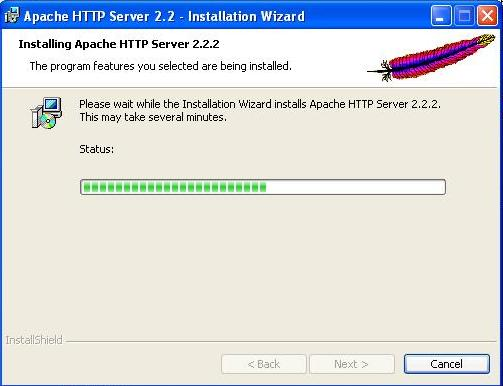 Apache HTTP Server 2.2 - Installation Wizard
Installing Apache HTTP Server 2.2.2
The program features you selected are being installed.
Please wait while the Installation Wizard installs Apache HTTP Server 2.2.2.
This may take several minutes.
Status:
InstallShield
< Back Next > Cancel